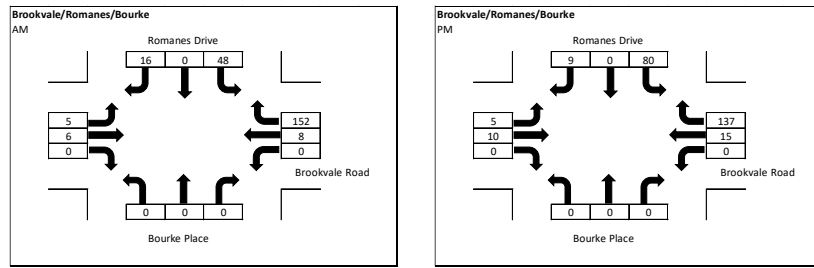 Brookvale/Romanes/Bourke
AM
Romanes Drive
16 0 48
5
6
0
152
8
0
Brookvale Road
0 0 0
Bourke Place
Brookvale/Romanes/Bourke
PM
Romanes Drive
9 0 80
5
10
0
137
15
0
Brookvale Road
0 0 0
Bourke Place